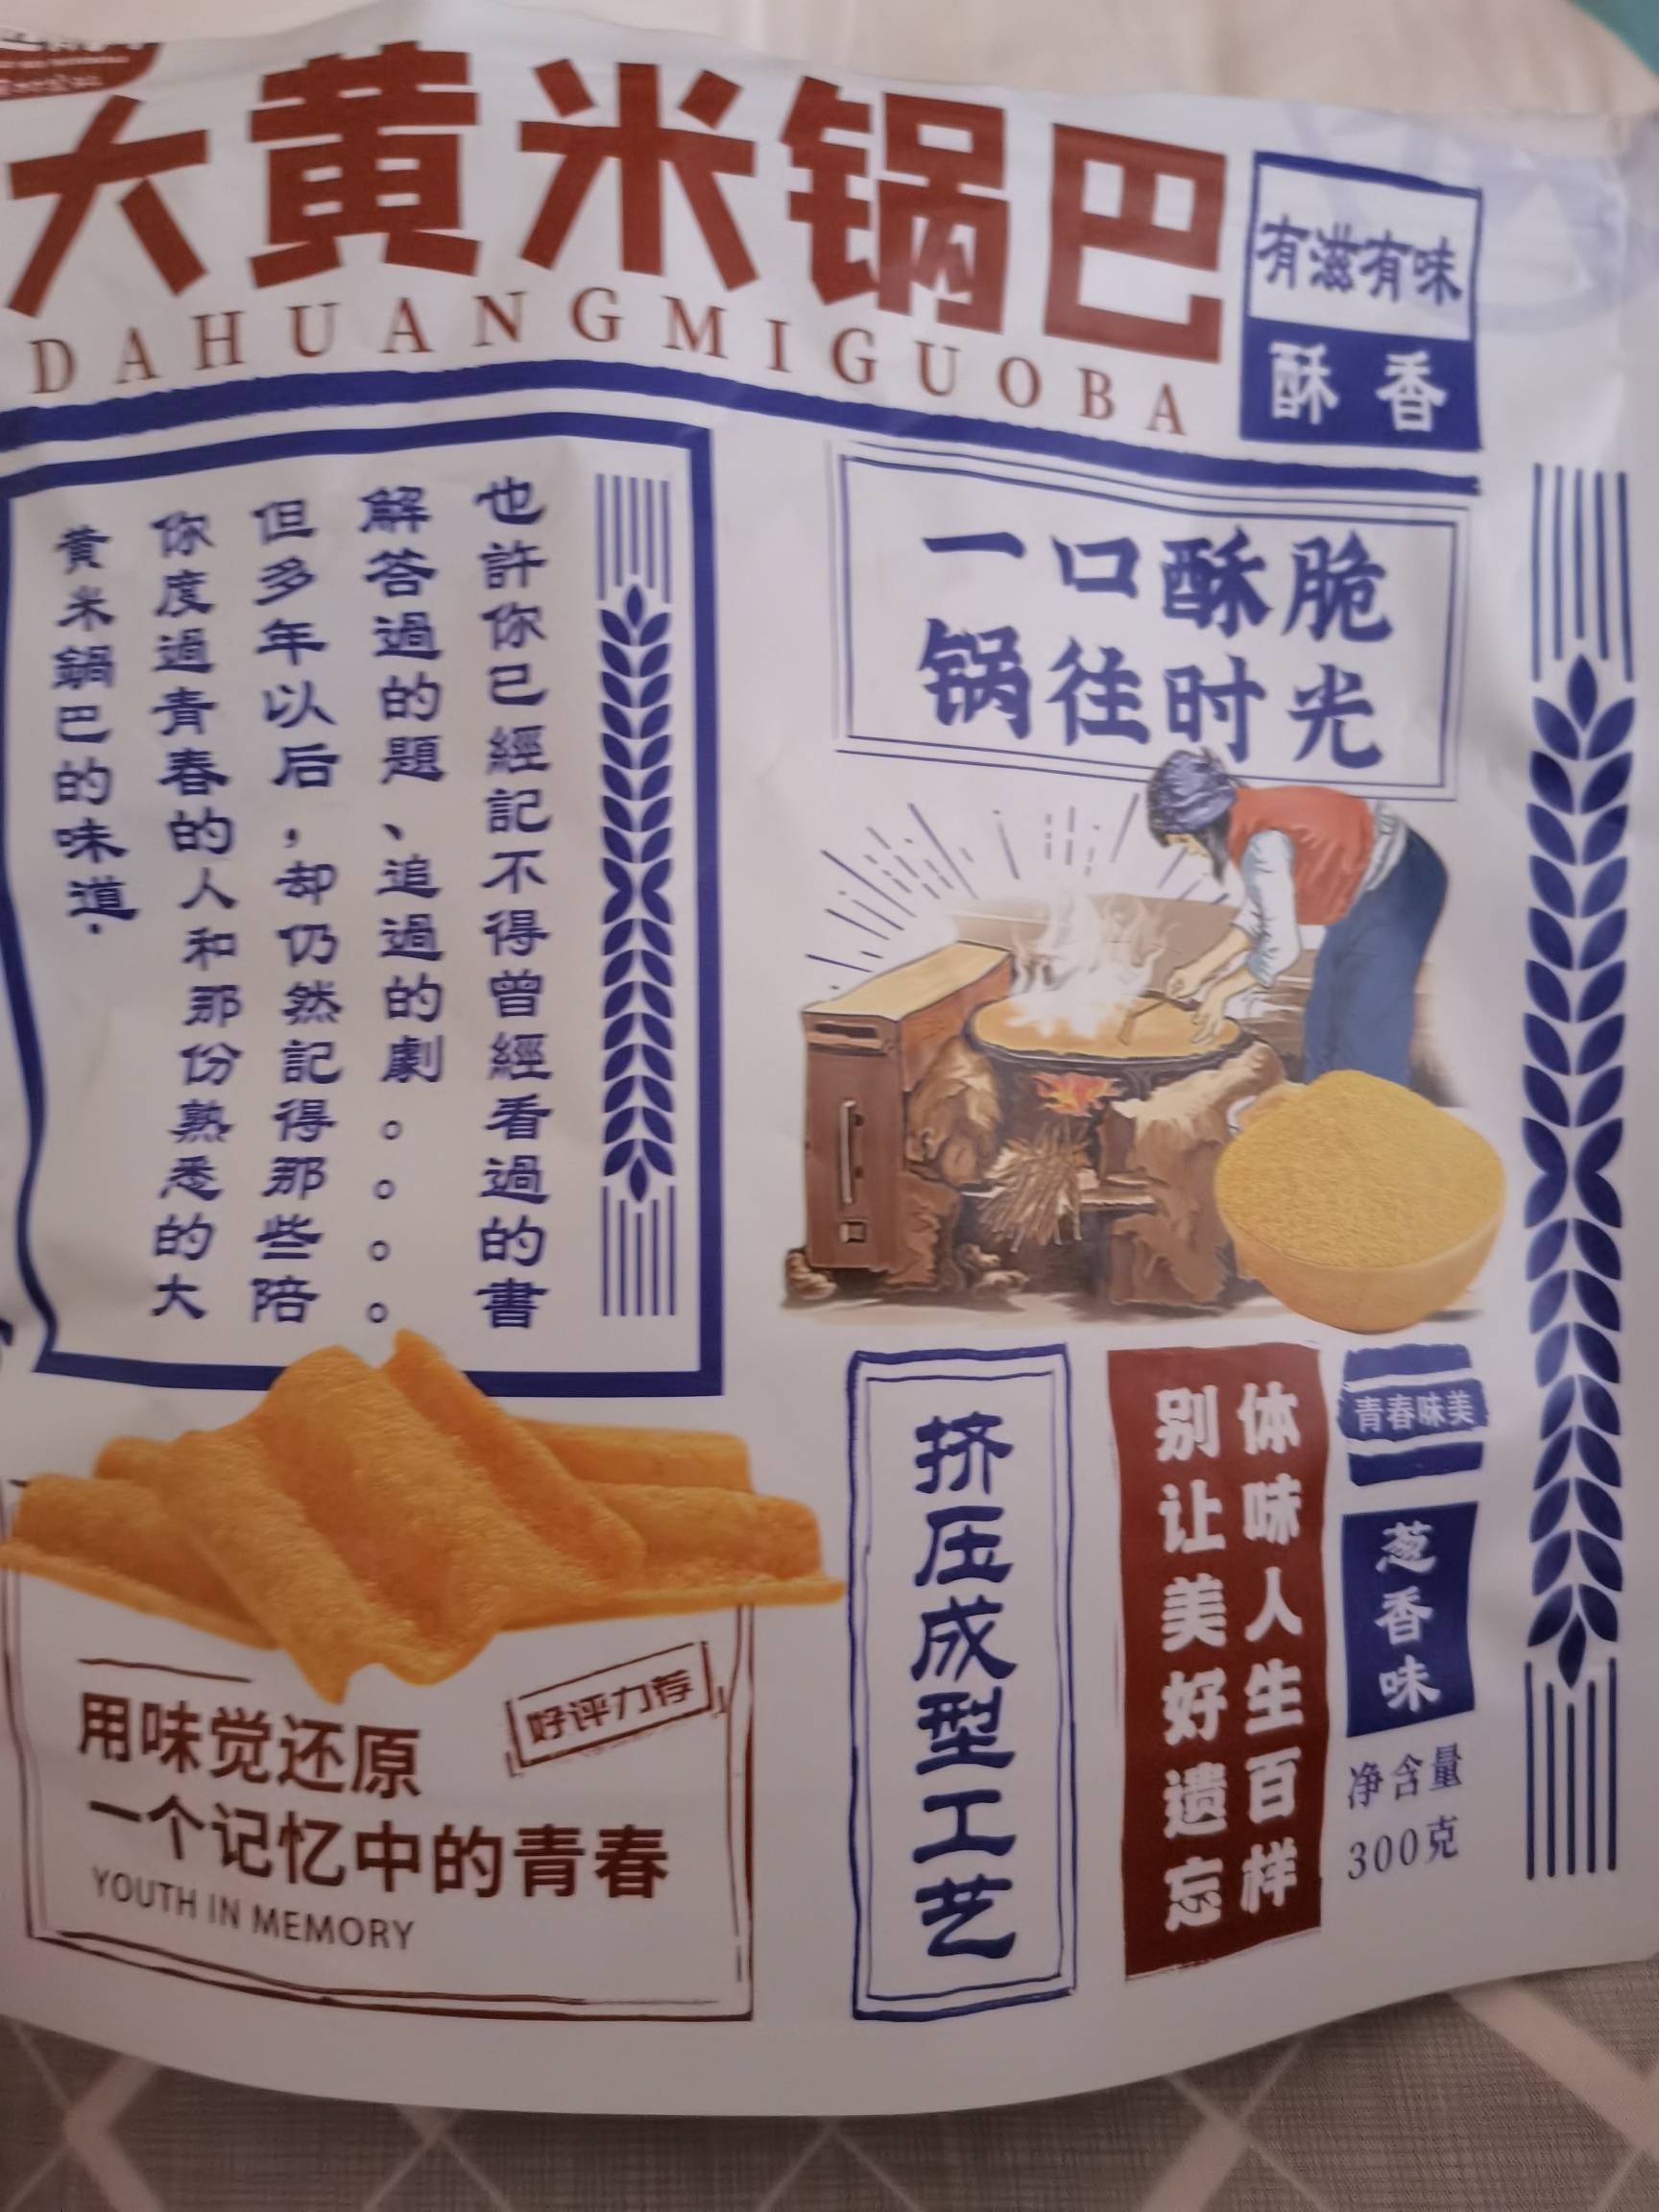 大黄米锅巴
DAHUANGMIGUOBA
有滋有味
酥香
也許你已經記不得曾經看過的書
解答過的題、追過的劇。。。。
但多年以后，却仍然記得那些陪
你度過青春的人和那份熟悉的大
黄米鍋巴的味道.
一口酥脆
锅往时光
用味觉还原
一个记忆中的青春
YOUTH IN MEMORY
好评力荐
挤压成型工艺
体味人生百样
别让美好遗忘
青春味美
葱香味
净含量
300克